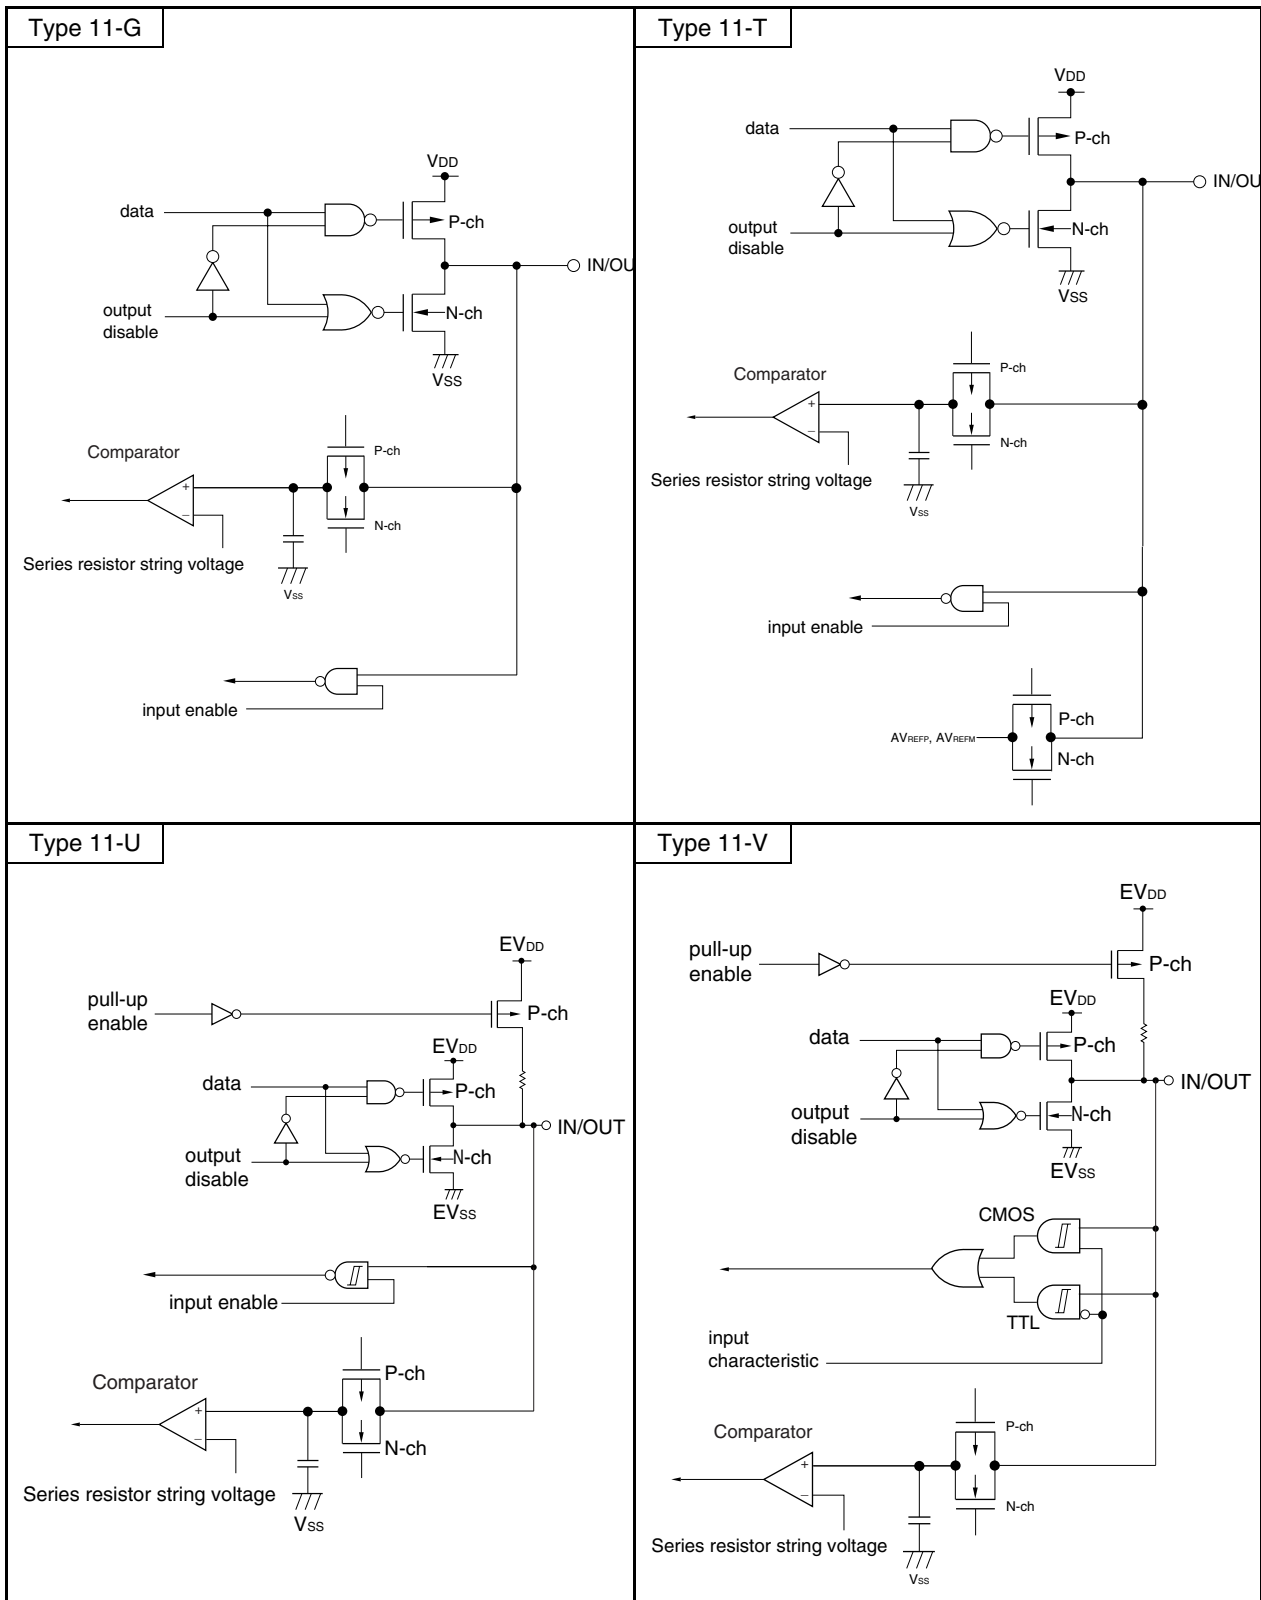 Type 11-G
VDD
data
P-ch
IN/OU
output
disable
N-ch
VSS
Comparator
P-ch
+
−
N-ch
Series resistor string voltage
VSS
input enable
Type 11-T
VDD
data
P-ch
IN/OU
output
disable
N-ch
VSS
Comparator
P-ch
+
−
N-ch
Series resistor string voltage
VSS
input enable
P-ch
AVREFP, AVREFM
N-ch
Type 11-U
EVDD
pull-up
enable
P-ch
EVDD
data
P-ch
IN/OUT
output
disable
N-ch
EVSS
input enable
P-ch
Comparator
+
−
N-ch
Series resistor string voltage
VSS
Type 11-V
EVDD
pull-up
enable
P-ch
EVDD
data
P-ch
IN/OUT
output
disable
N-ch
EVSS
CMOS
TTL
input
characteristic
P-ch
Comparator
+
−
N-ch
Series resistor string voltage
VSS